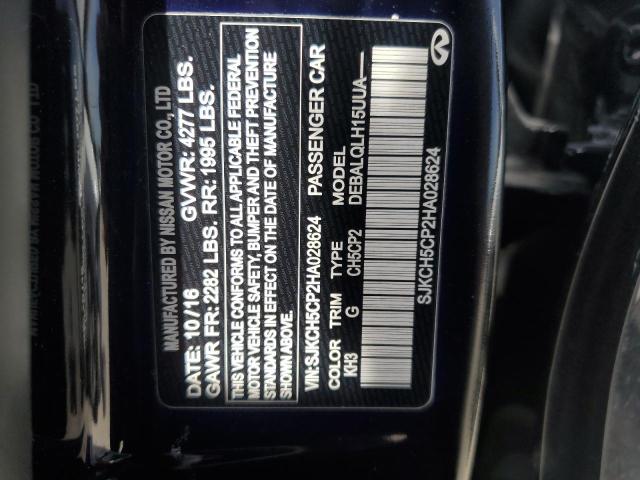 MANUFACTURED BY NISSAN MOTOR CO., LTD
DATE: 10/16 GVWR: 4277 LBS.
GAWR FR: 2282 LBS. RR: 1995 LBS.
THIS VEHICLE CONFORMS TO ALL APPLICABLE FEDERAL
MOTOR VEHICLE SAFETY, BUMPER AND THEFT PREVENTION
STANDARDS IN EFFECT ON THE DATE OF MANUFACTURE
SHOWN ABOVE.
VIN:SJKCH5CP2HA028624 PASSENGER CAR
COLOR TRIM TYPE MODEL
KH3 G CH5CP2 DEBALQLH15UUA—
SJKCH5CP2HA028624